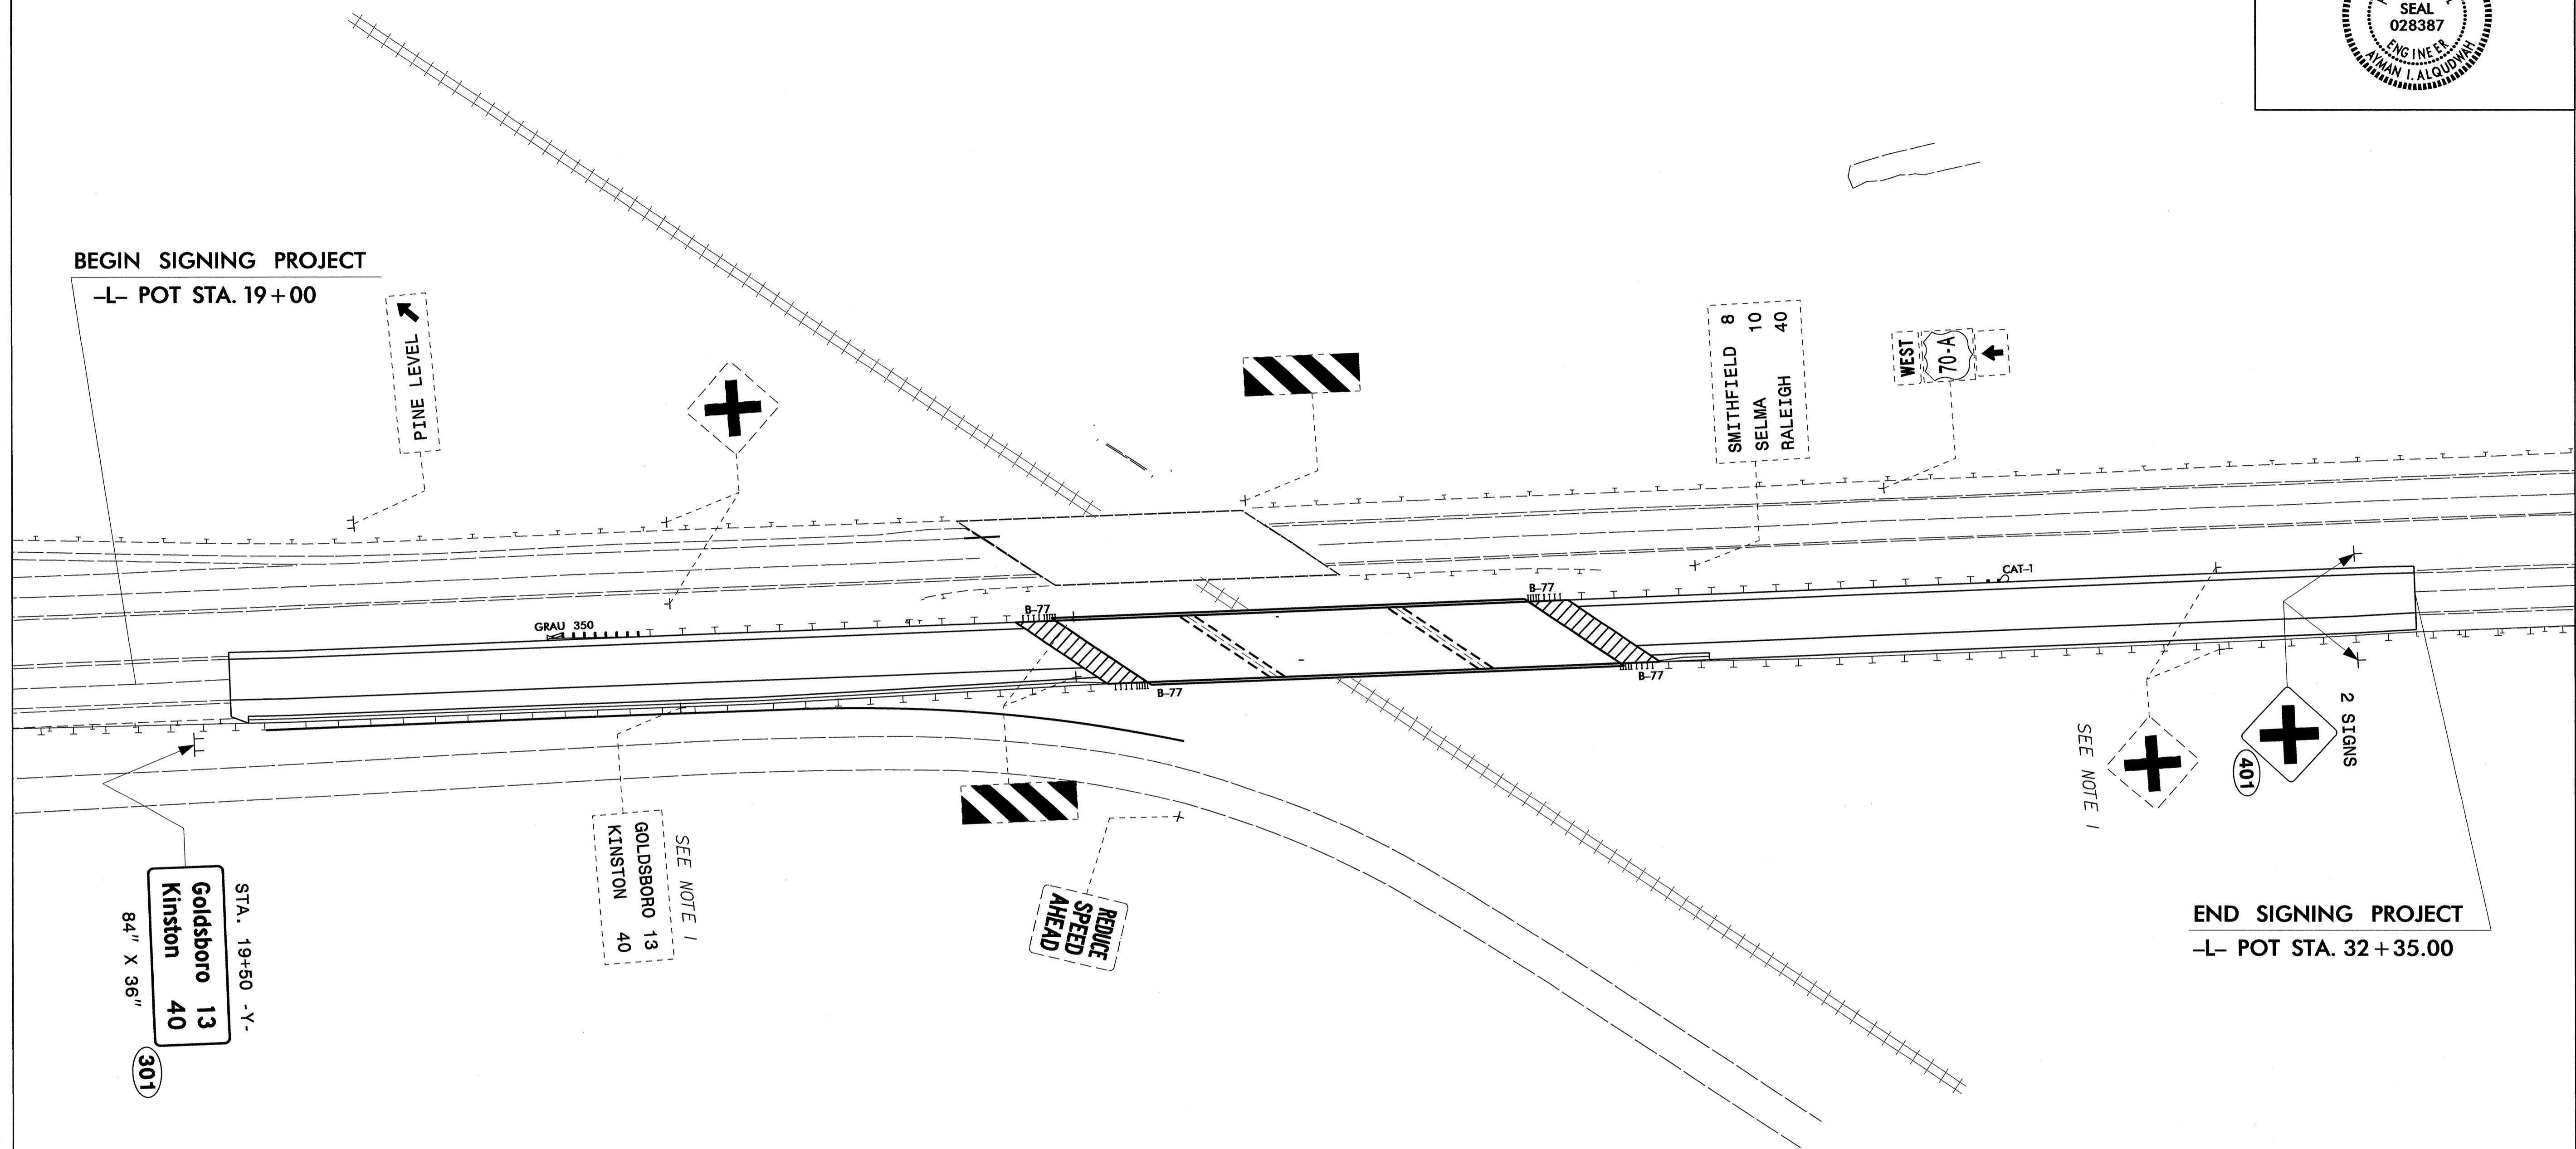 SEAL
028387
ENGINEER
AYMAN I. ALQUDWAH
BEGIN SIGNING PROJECT
–L– POT STA. 19+00
PINE LEVEL
SMITHFIELD 8
SELMA 10
RALEIGH 40
WEST
70-A
GRAU 350
B–77
B–77
B–77
B–77
CAT–1
SEE NOTE 1
GOLDSBORO 13
KINSTON 40
REDUCE
SPEED
AHEAD
STA. 19+50 -Y-
Goldsboro 13
Kinston 40
84" X 36"
301
SEE NOTE 1
2 SIGNS
401
END SIGNING PROJECT
–L– POT STA. 32+35.00